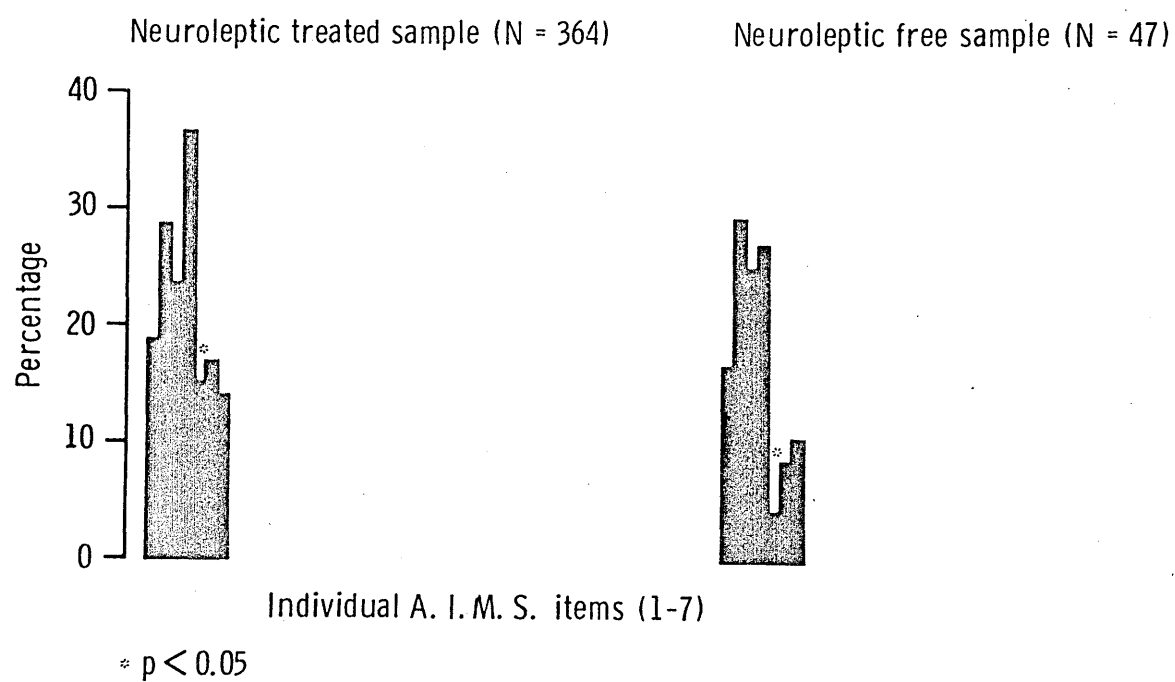 Neuroleptic treated sample (N = 364)
Neuroleptic free sample (N = 47)
40
30
20
10
0
Percentage
*
*
Individual A. I. M. S. items (1-7)
* p < 0.05